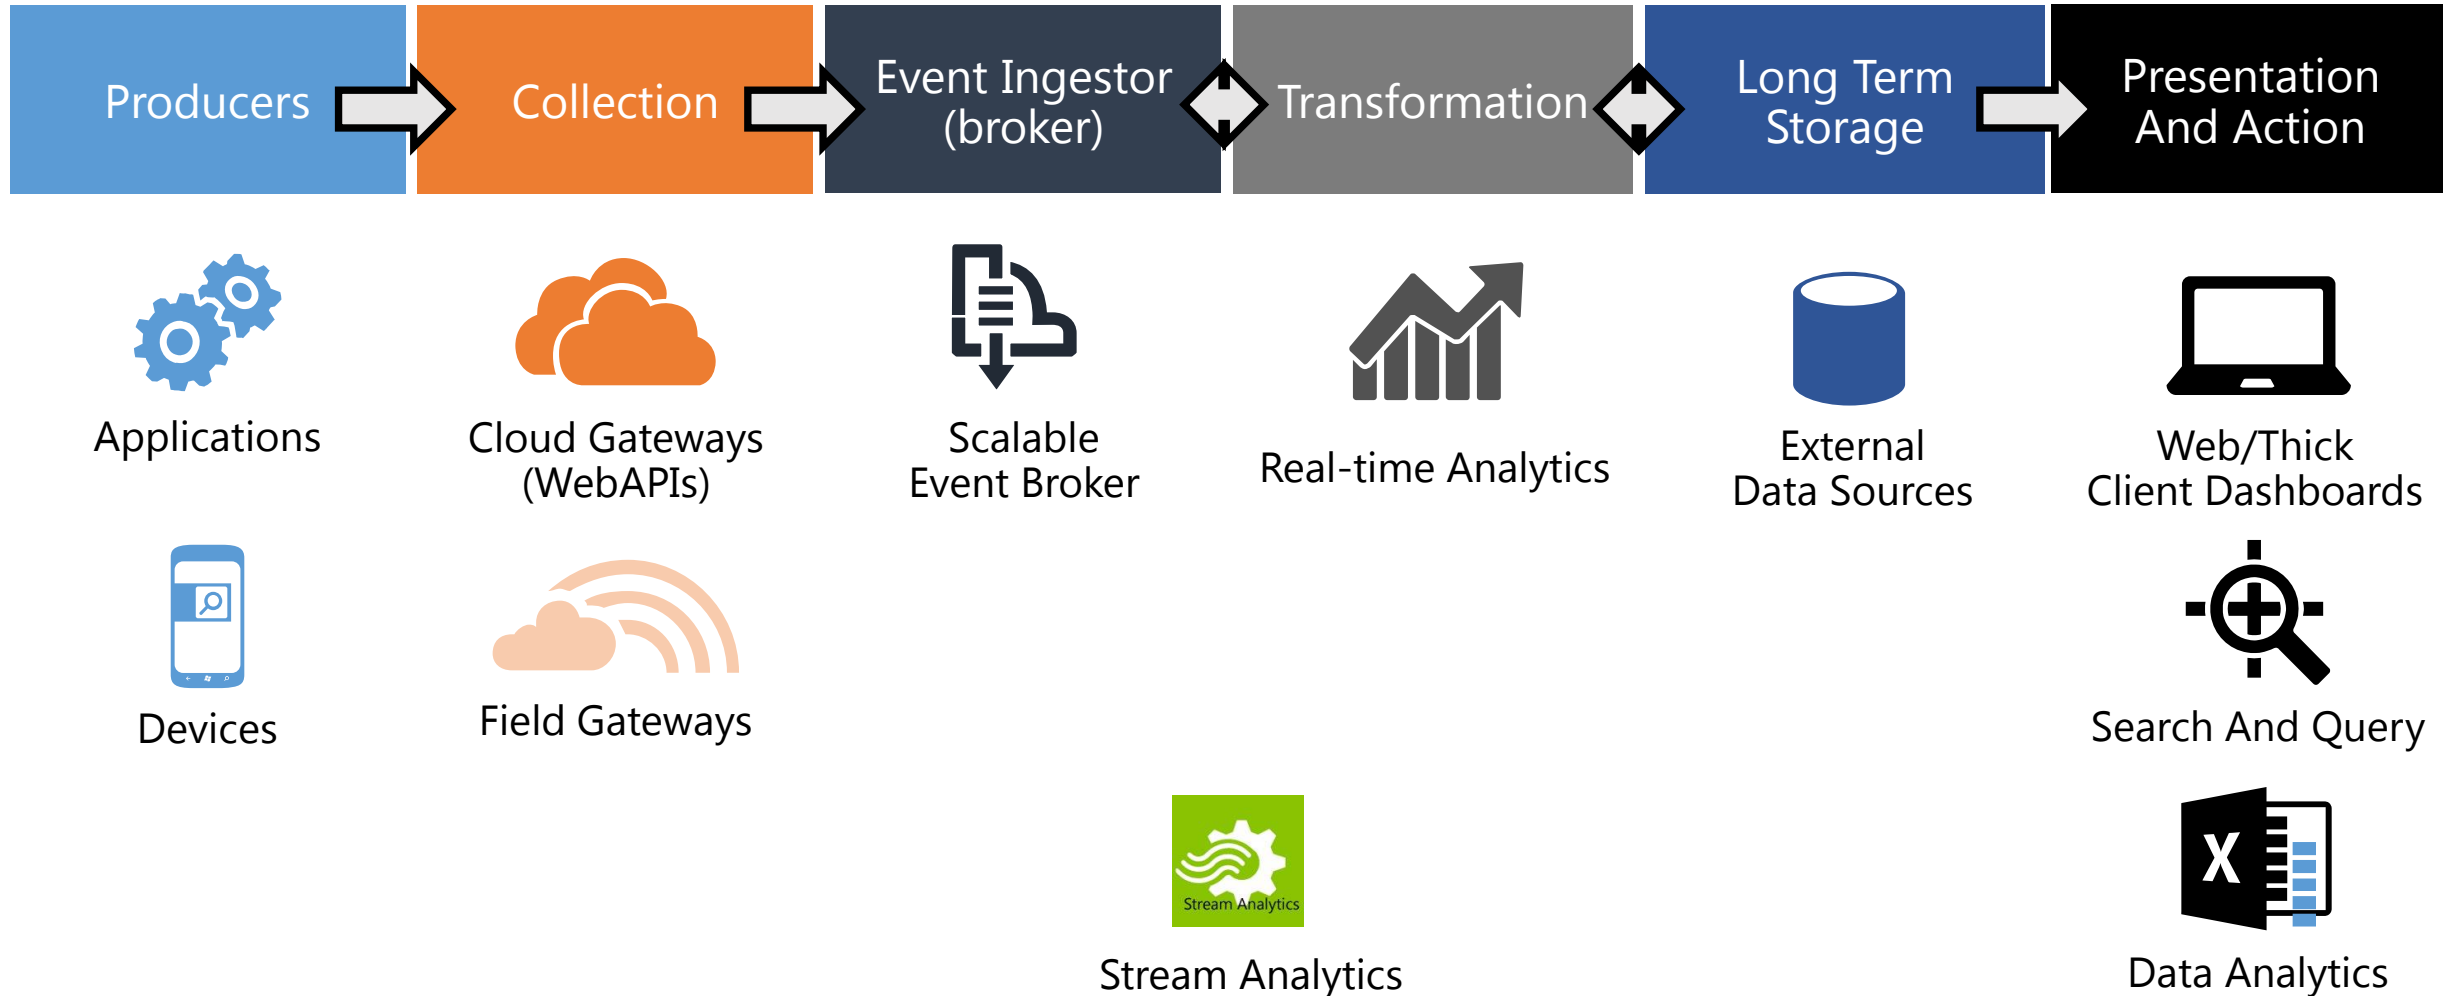 Producers
Collection
Event Ingestor
(broker)
Transformation
Long Term
Storage
Presentation
And Action
Applications
Cloud Gateways
(WebAPIs)
Scalable
Event Broker
Real-time Analytics
External
Data Sources
Web/Thick
Client Dashboards
Devices
Field Gateways
Search And Query
X
Stream Analytics
Stream Analytics
Data Analytics